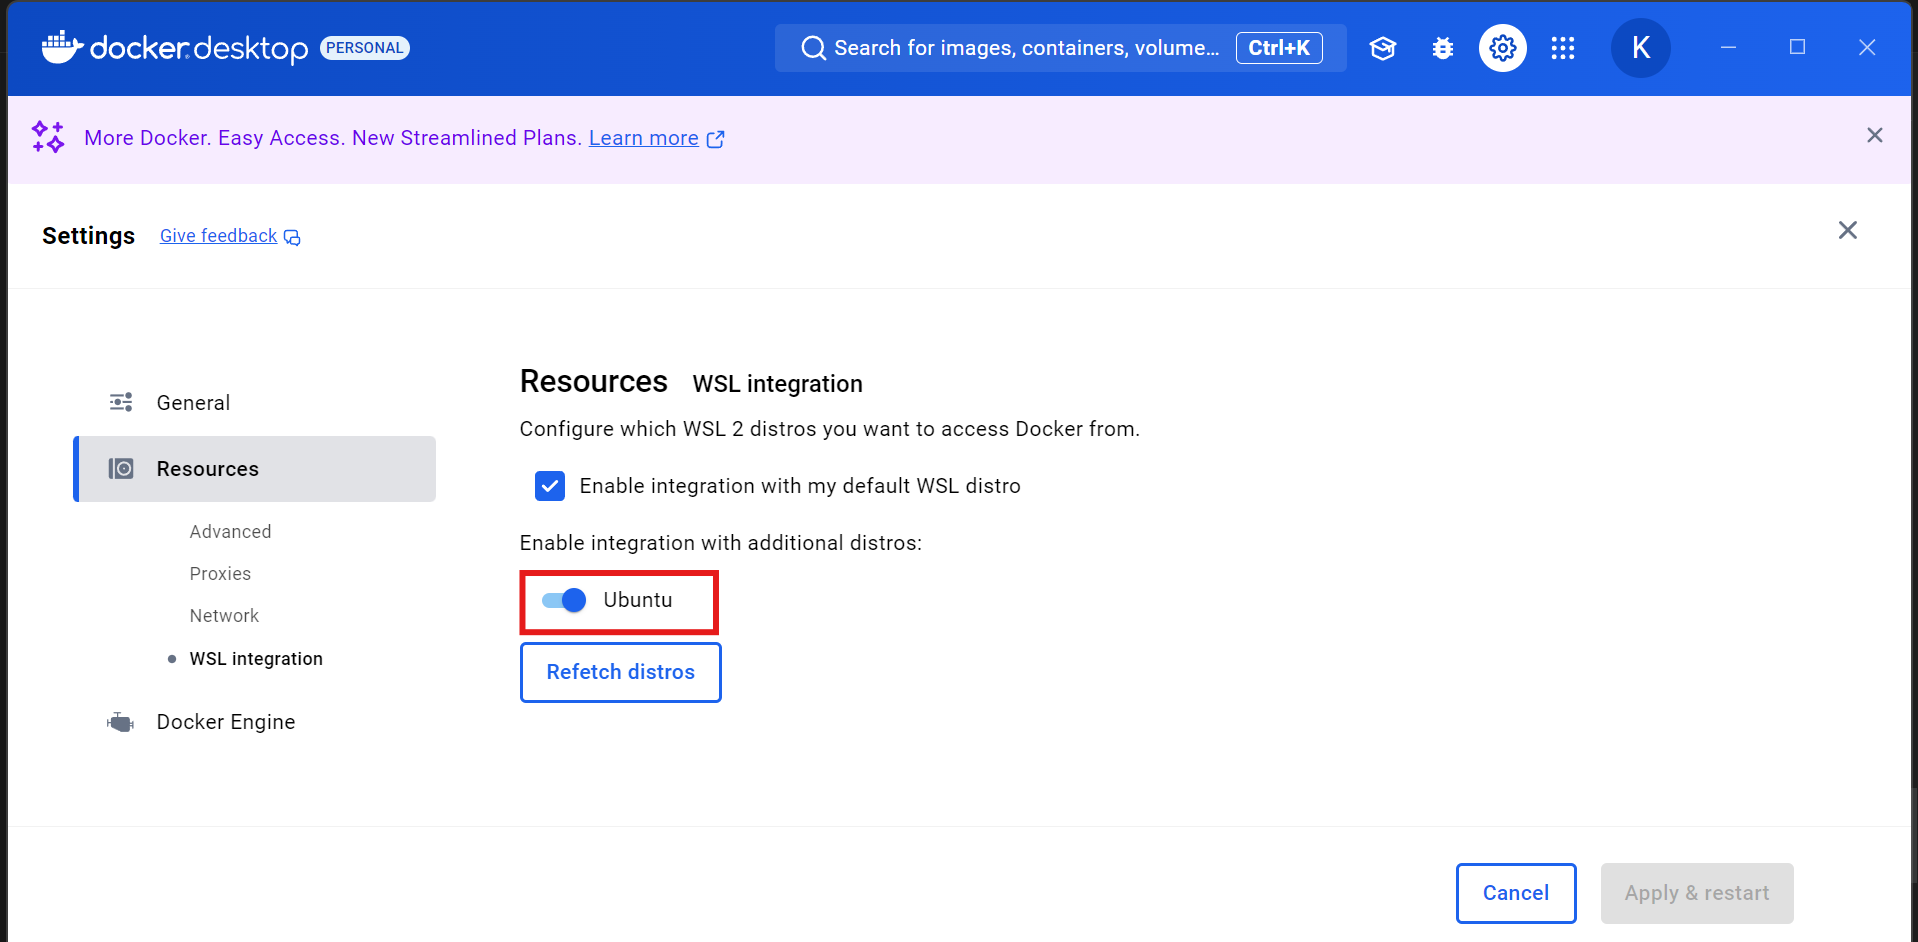 docker desktop PERSONAL
Search for images, containers, volume... Ctrl+K
K
More Docker. Easy Access. New Streamlined Plans. Learn more
Settings Give feedback
General
Resources
Advanced
Proxies
Network
WSL integration
Docker Engine
Resources WSL integration
Configure which WSL 2 distros you want to access Docker from.
Enable integration with my default WSL distro
Enable integration with additional distros:
Ubuntu
Refetch distros
Cancel Apply & restart